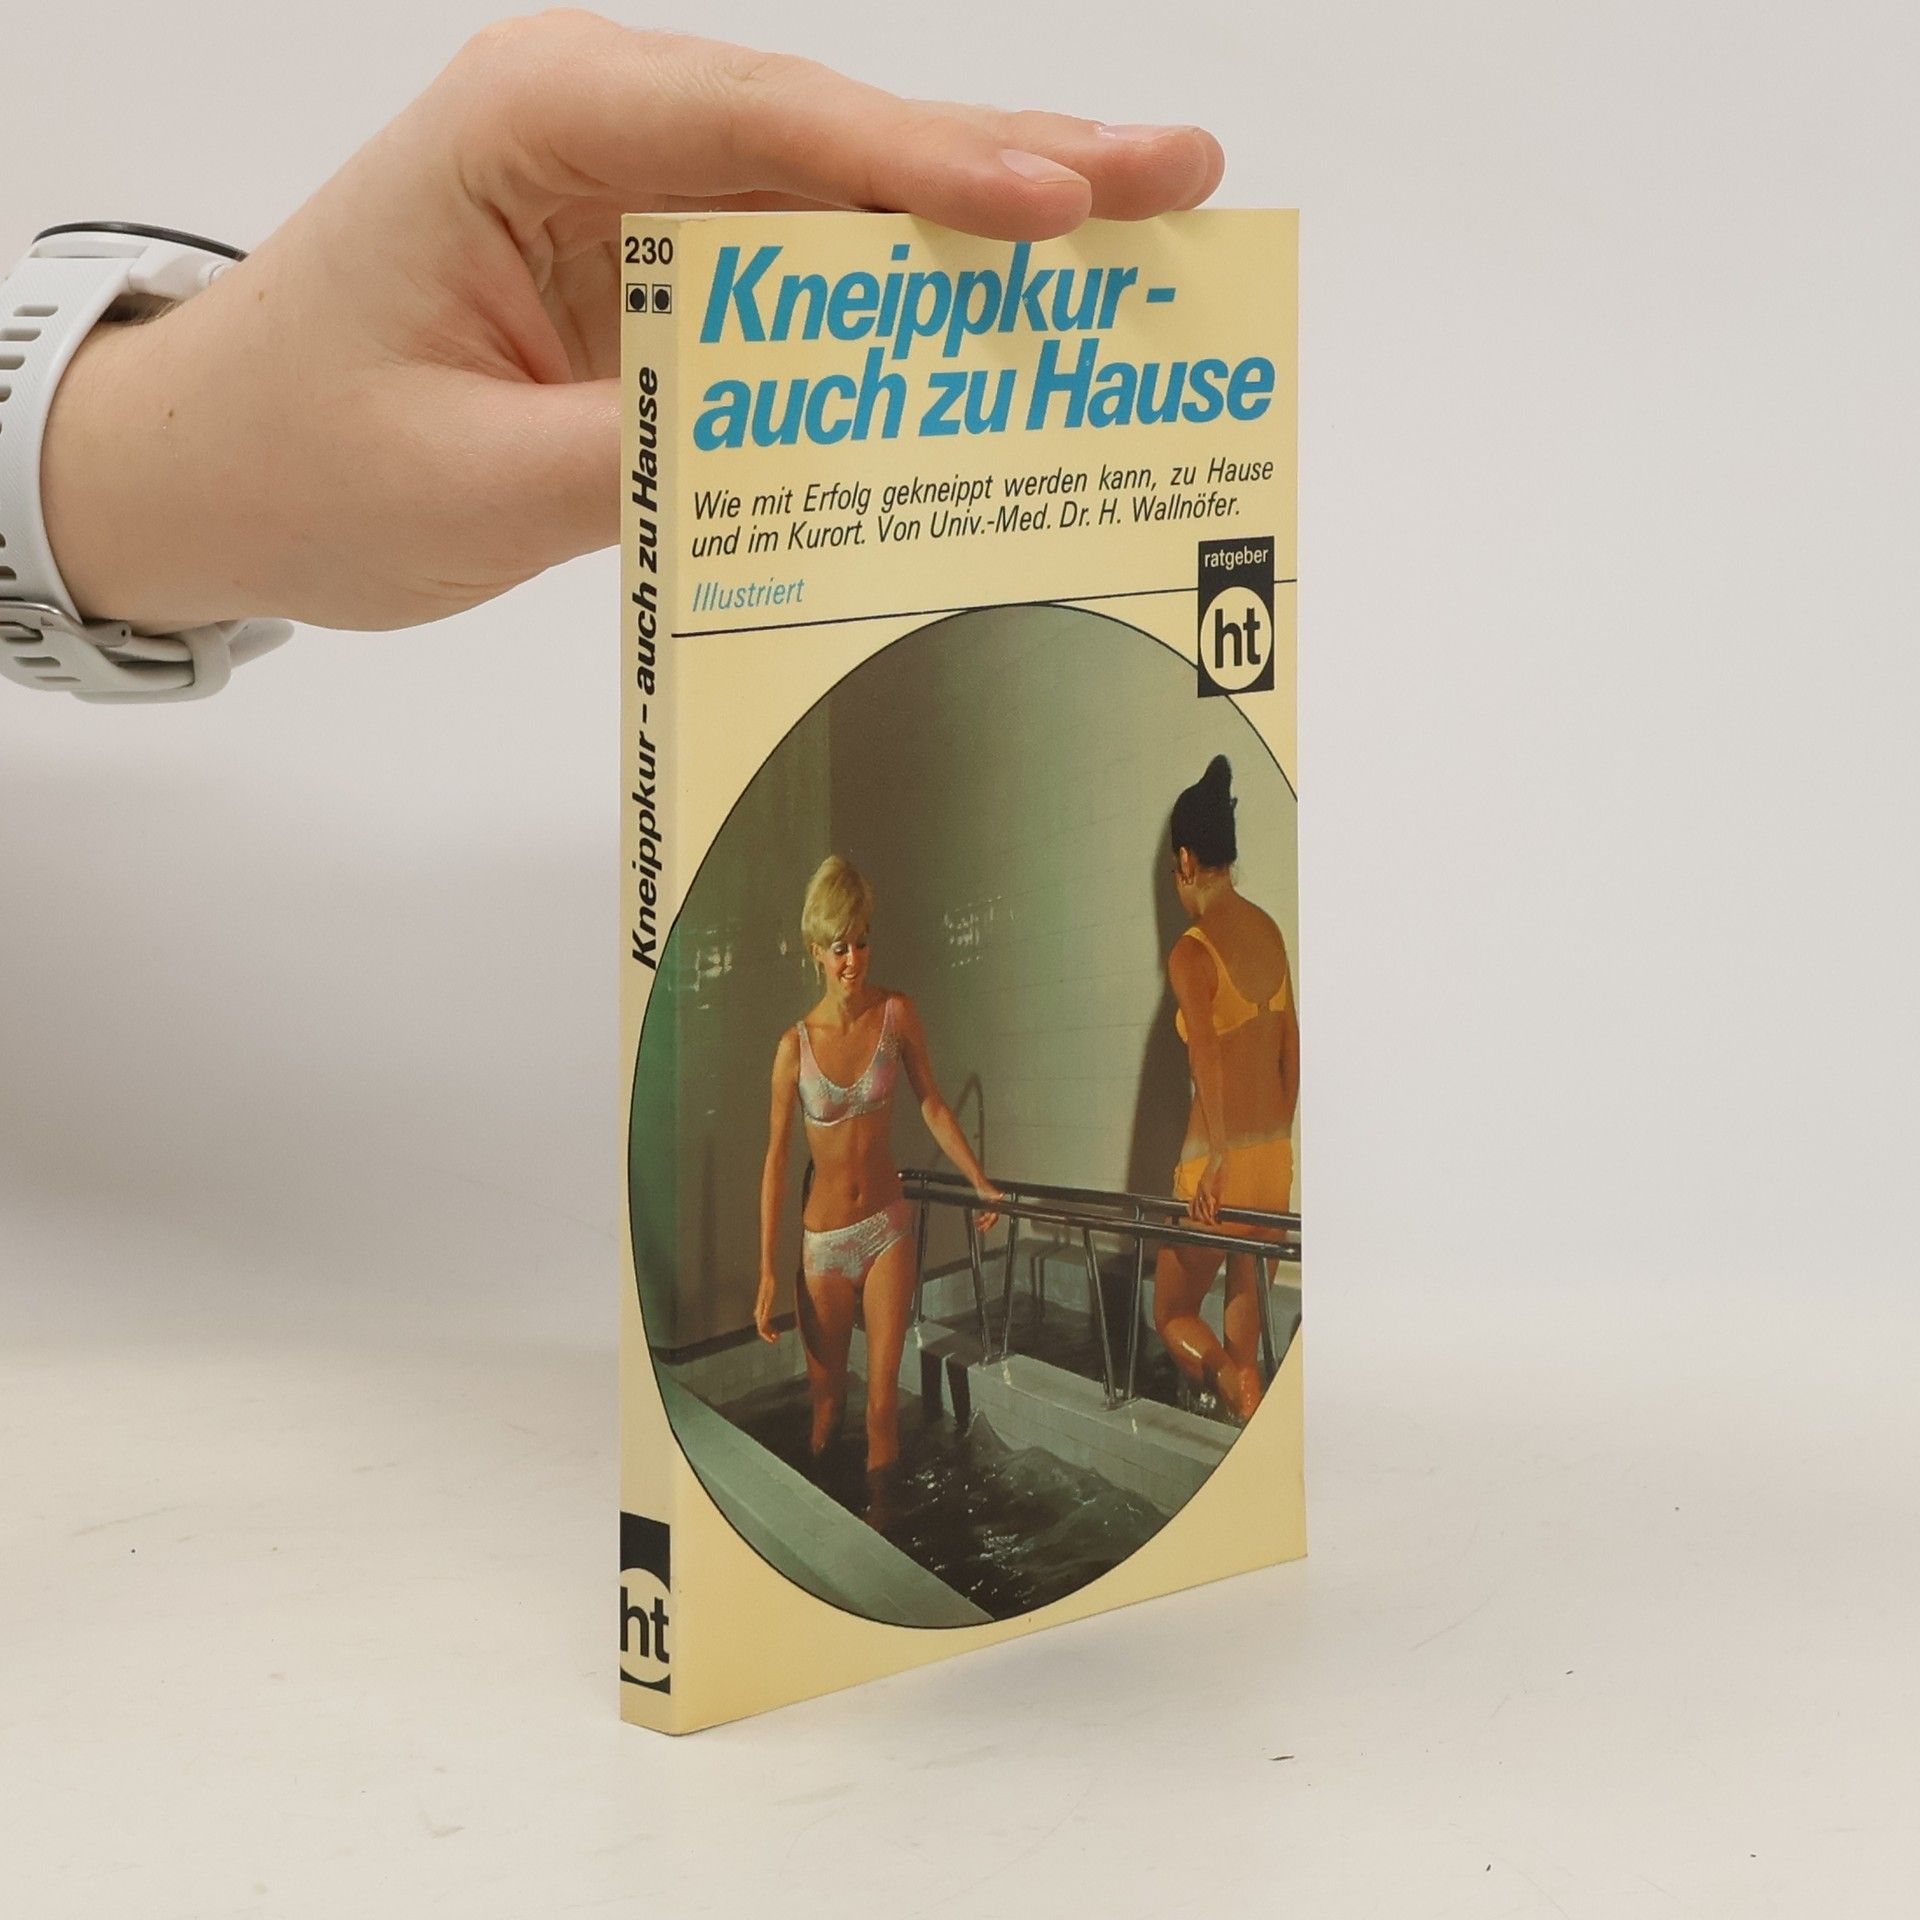 230
Kneippkur - auch zu Hause
ht
Kneippkur -
auch zu Hause
Wie mit Erfolg gekneippt werden kann, zu Hause
und im Kurort. Von Univ.-Med. Dr. H. Wallnöfer.
Illustriert
ratgeber
ht